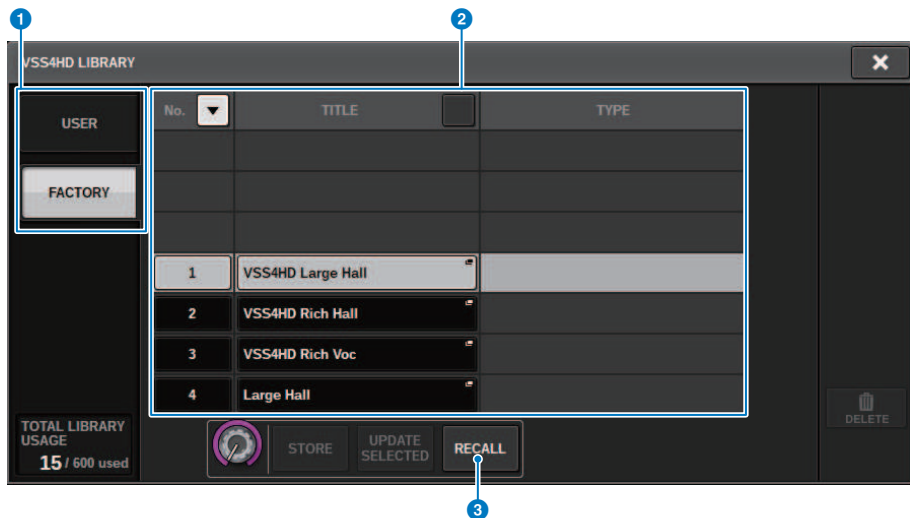 1
2
VSS4HD LIBRARY
USER
No.
TITLE
TYPE
FACTORY
1
VSS4HD Large Hall
2
VSS4HD Rich Hall
3
VSS4HD Rich Voc
4
Large Hall
DELETE
TOTAL LIBRARY
USAGE
15 / 600 used
STORE
UPDATE
SELECTED
RECALL
3